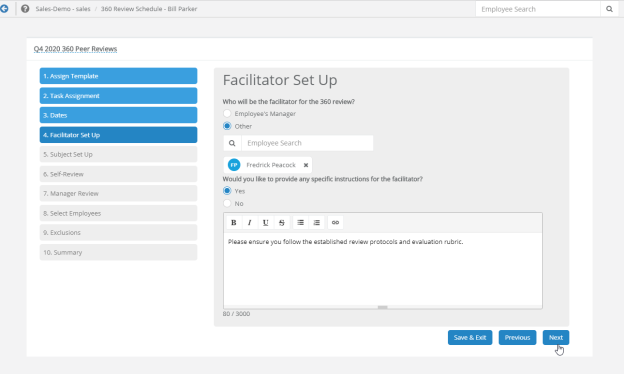 Sales-Demo - sales / 360 Review Schedule - Bill Parker
Employee Search
Q4 2020 360 Peer Reviews
1. Assign Template
2. Task Assignment
3. Dates
4. Facilitator Set Up
5. Subject Set Up
6. Self-Review
7. Manager Review
8. Select Employees
9. Exclusions
10. Summary
Facilitator Set Up
Who will be the facilitator for the 360 review?
Employee's Manager
Other
Employee Search
FP Fredrick Peacock ×
Would you like to provide any specific instructions for the facilitator?
Yes
No
B I U S
Please ensure you follow the established review protocols and evaluation rubric.
80 / 3000
Save & Exit Previous Next